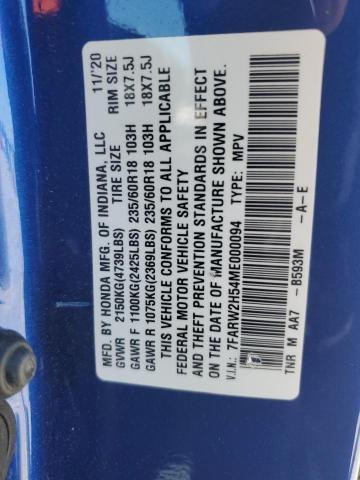 MFD. BY HONDA MFG. OF INDIANA, LLC 11/'20
GVWR 2150KG(4739LBS) TIRE SIZE RIM SIZE
GAWR F 1100KG(2425LBS) 235/60R18 103H 18X7.5J
GAWR R 1075KG(2369LBS) 235/60R18 103H 18X7.5J
THIS VEHICLE CONFORMS TO ALL APPLICABLE
FEDERAL MOTOR VEHICLE SAFETY
AND THEFT PREVENTION STANDARDS IN EFFECT
ON THE DATE OF MANUFACTURE SHOWN ABOVE.
V.I.N.: 7FARW2H54ME000094 TYPE: MPV
TNR M AA7 -B593M -A-E